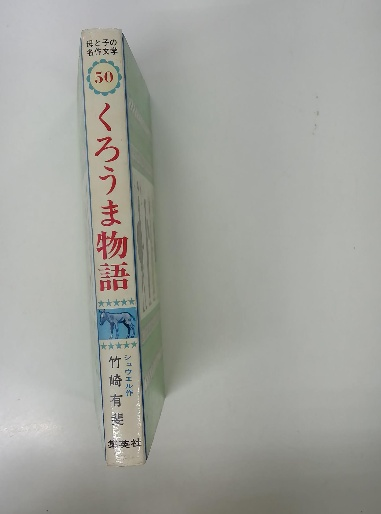 母と子の
名作文学
50
くろうま物語
シュウエル作
竹崎有斐
集英社